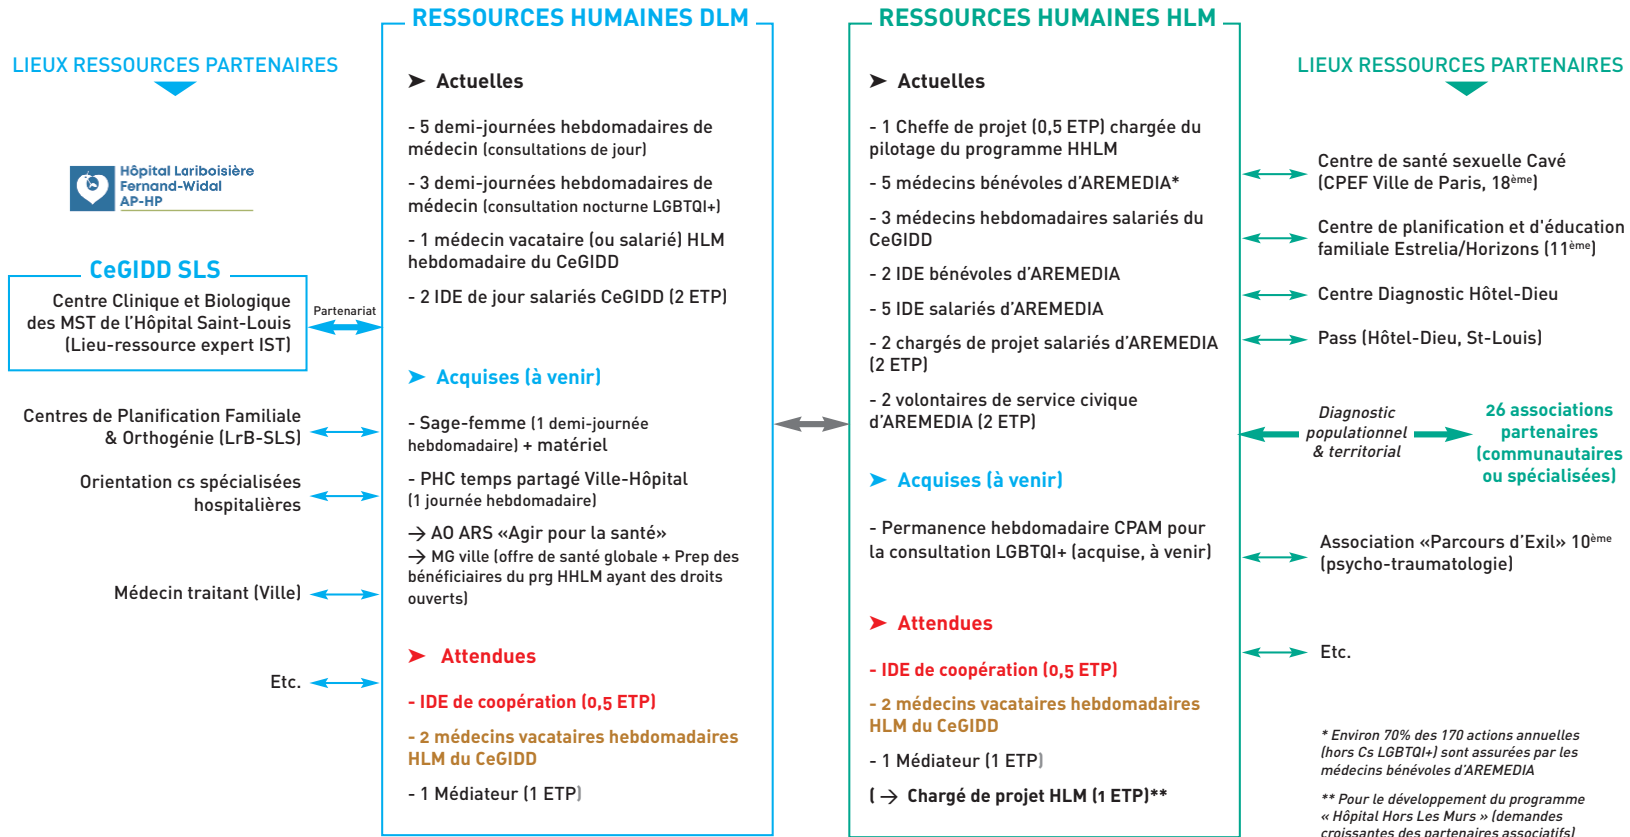 RESSOURCES HUMAINES DLM
RESSOURCES HUMAINES HLM
LIEUX RESSOURCES PARTENAIRES
Hôpital Lariboisière
Fernand-Widal
AP-HP
CeGIDD SLS
Centre Clinique et Biologique
des MST de l'Hôpital Saint-Louis
(Lieu-ressource expert IST)
Partenariat
Centres de Planification Familiale
& Orthogénie (LrB-SLS)
Orientation cs spécialisées
hospitalières
Médecin traitant (Ville)
Etc.
➤ Actuelles
- 5 demi-journées hebdomadaires de
médecin (consultations de jour)
- 3 demi-journées hebdomadaires de
médecin (consultation nocturne LGBTQI+)
- 1 médecin vacataire (ou salarié) HLM
hebdomadaire du CeGIDD
- 2 IDE de jour salariés CeGIDD (2 ETP)
➤ Acquises (à venir)
- Sage-femme (1 demi-journée
hebdomadaire) + matériel
- PHC temps partagé Ville-Hôpital
(1 journée hebdomadaire)
→ AO ARS «Agir pour la santé»
→ MG ville (offre de santé globale + Prep des
bénéficiaires du prg HHLM ayant des droits
ouverts)
➤ Attendues
- IDE de coopération (0,5 ETP)
- 2 médecins vacataires hebdomadaires
HLM du CeGIDD
- 1 Médiateur (1 ETP)
➤ Actuelles
- 1 Cheffe de projet (0,5 ETP) chargée du
pilotage du programme HHLM
- 5 médecins bénévoles d'AREMEDIA*
- 3 médecins hebdomadaires salariés du
CeGIDD
- 2 IDE bénévoles d'AREMEDIA
- 5 IDE salariés d'AREMEDIA
- 2 chargés de projet salariés d'AREMEDIA
(2 ETP)
- 2 volontaires de service civique
d'AREMEDIA (2 ETP)
➤ Acquises (à venir)
- Permanence hebdomadaire CPAM pour
la consultation LGBTQI+ (acquise, à venir)
➤ Attendues
- IDE de coopération (0,5 ETP)
- 2 médecins vacataires hebdomadaires
HLM du CeGIDD
- 1 Médiateur (1 ETP)
( → Chargé de projet HLM (1 ETP)**
LIEUX RESSOURCES PARTENAIRES
Centre de santé sexuelle Cavé
(CPEF Ville de Paris, 18ème)
Centre de planification et d'éducation
familiale Estrelia/Horizons (11ème)
Centre Diagnostic Hôtel-Dieu
Pass (Hôtel-Dieu, St-Louis)
Diagnostic
populationnel
& territorial
26 associations
partenaires
(communautaires
ou spécialisées)
Association «Parcours d'Exil» 10ème
(psycho-traumatologie)
Etc.
* Environ 70% des 170 actions annuelles
(hors Cs LGBTQI+) sont assurées par les
médecins bénévoles d'AREMEDIA
** Pour le développement du programme
« Hôpital Hors Les Murs » (demandes
croissantes des partenaires associatifs)